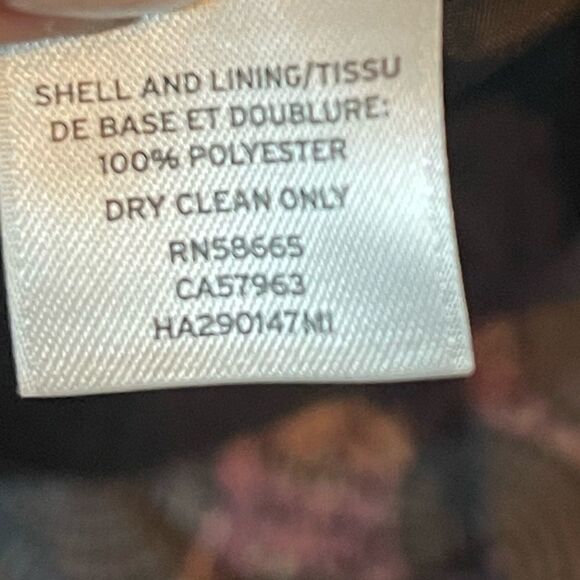 SHELL AND LINING/TISSU
DE BASE ET DOUBLURE:
100% POLYESTER
DRY CLEAN ONLY
RN58665
CA57963
HA290147M1